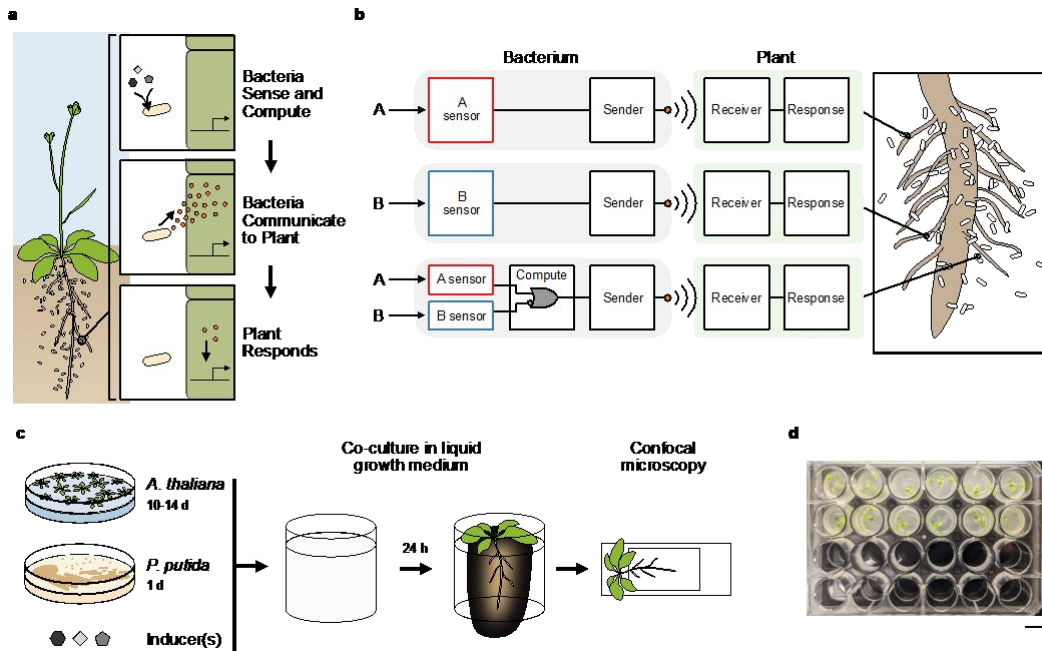 a
Bacteria
Sense and
Compute
Bacteria
Communicate
to Plant
Plant
Responds
b
Bacterium
Plant
A
A
sensor
Sender
Receiver
Response
B
B
sensor
Sender
Receiver
Response
A
B
A sensor
B sensor
Compute
Sender
Receiver
Response
c
A. thaliana
10-14 d
P. putida
1 d
Inducer(s)
Co-culture in liquid
growth medium
24 h
Confocal
microscopy
d